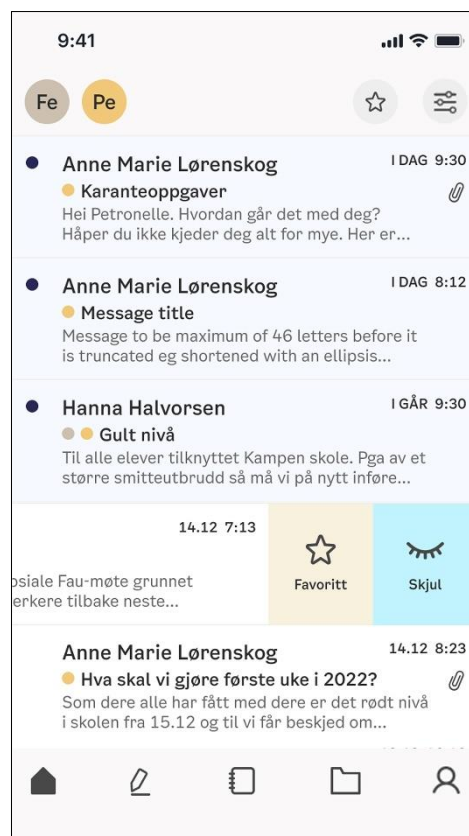 9:41
Fe Pe
Anne Marie Lørenskog I DAG 9:30
Karanteoppgaver
Hei Petronelle. Hvordan går det med deg?
Håper du ikke kjeder deg alt for mye. Her er...
Anne Marie Lørenskog I DAG 8:12
Message title
Message to be maximum of 46 letters before it
is truncated eg shortened with an ellipsis...
Hanna Halvorsen I GÅR 9:30
Gult nivå
Til alle elever tilknyttet Kampen skole. Pga av et
større smitteutbrudd så må vi på nytt inføre...
14.12 7:13
osiale Fau-møte grunnet
erkere tilbake neste...
Favoritt Skjul
Anne Marie Lørenskog 14.12 8:23
Hva skal vi gjøre første uke i 2022?
Som dere alle har fått med dere er det rødt nivå
i skolen fra 15.12 og til vi får beskjed om...